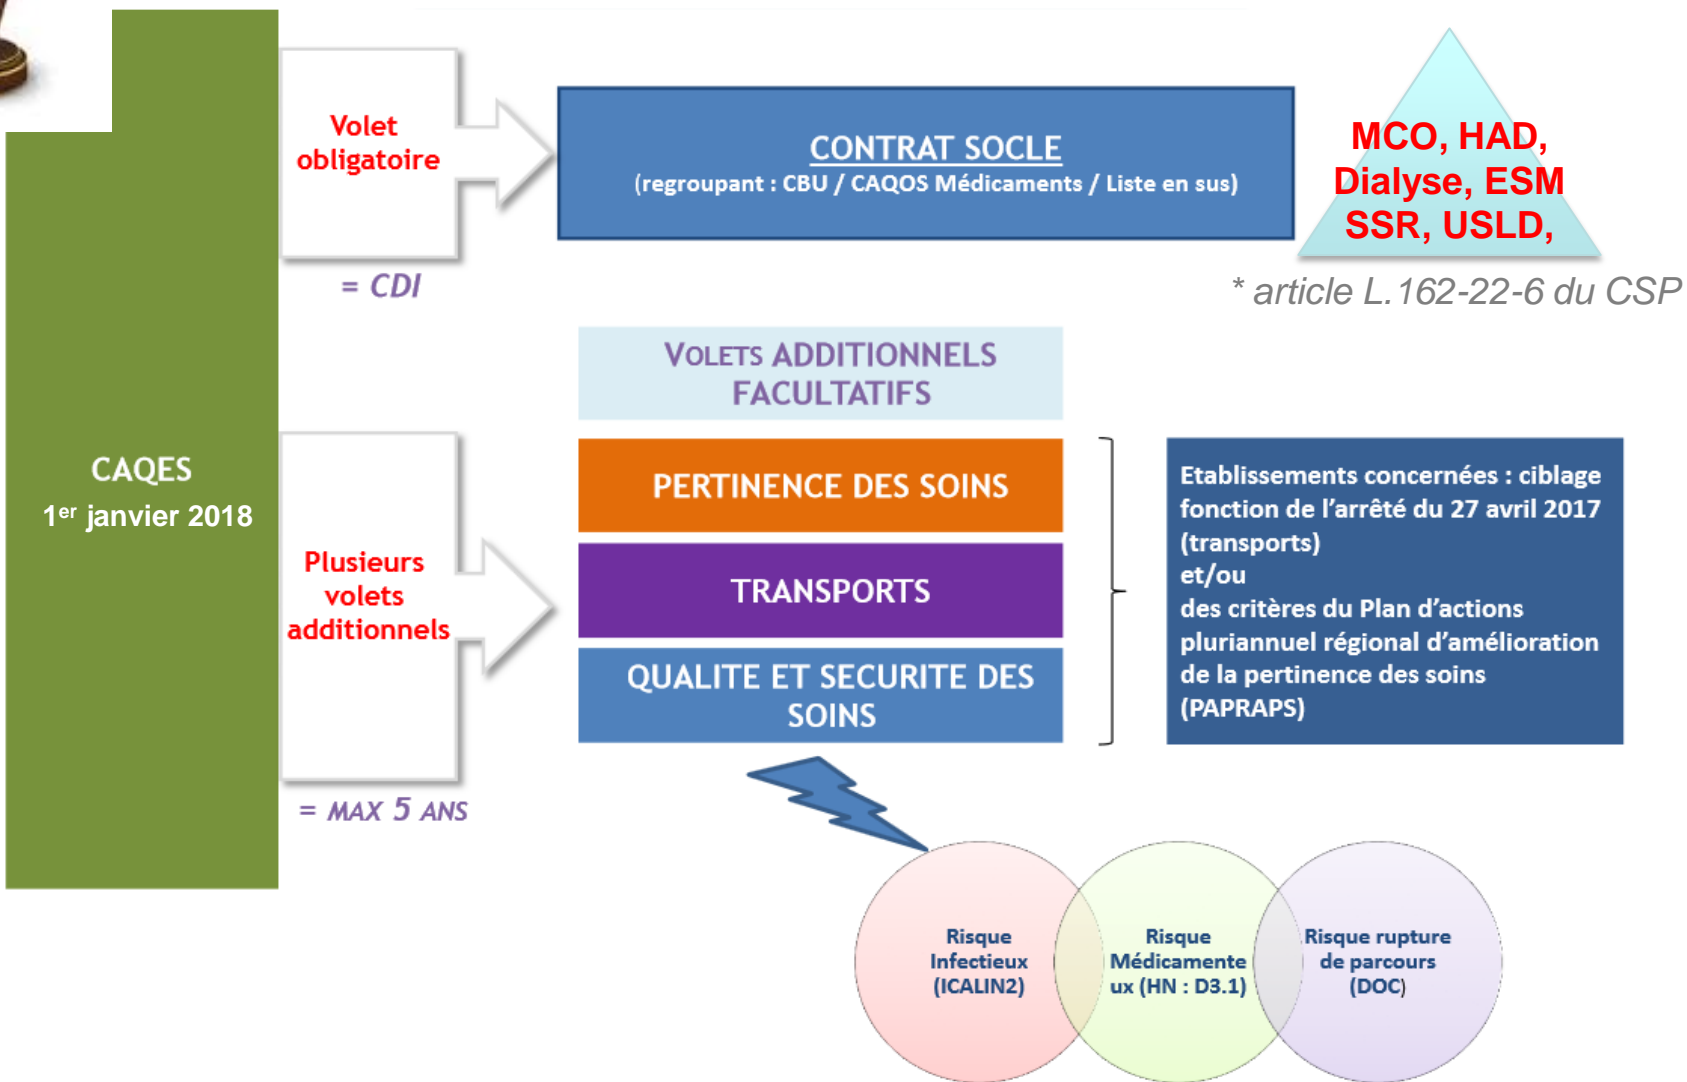 Volet
obligatoire
= CDI
CONTRAT SOCLE
(regroupant : CBU / CAQOS Médicaments / Liste en sus)
MCO, HAD,
Dialyse, ESM
SSR, USLD,
* article L.162-22-6 du CSP
CAQES
1er janvier 2018
Plusieurs
volets
additionnels
= MAX 5 ANS
VOLETS ADDITIONNELS
FACULTATIFS
PERTINENCE DES SOINS
TRANSPORTS
QUALITE ET SECURITE DES
SOINS
Etablissements concernées : ciblage
fonction de l’arrêté du 27 avril 2017
(transports)
et/ou
des critères du Plan d’actions
pluriannuel régional d’amélioration
de la pertinence des soins
(PAPRAPS)
Risque
Infectieux
(ICALIN2)
Risque
Médicamente
ux (HN : D3.1)
Risque rupture
de parcours
(DOC)